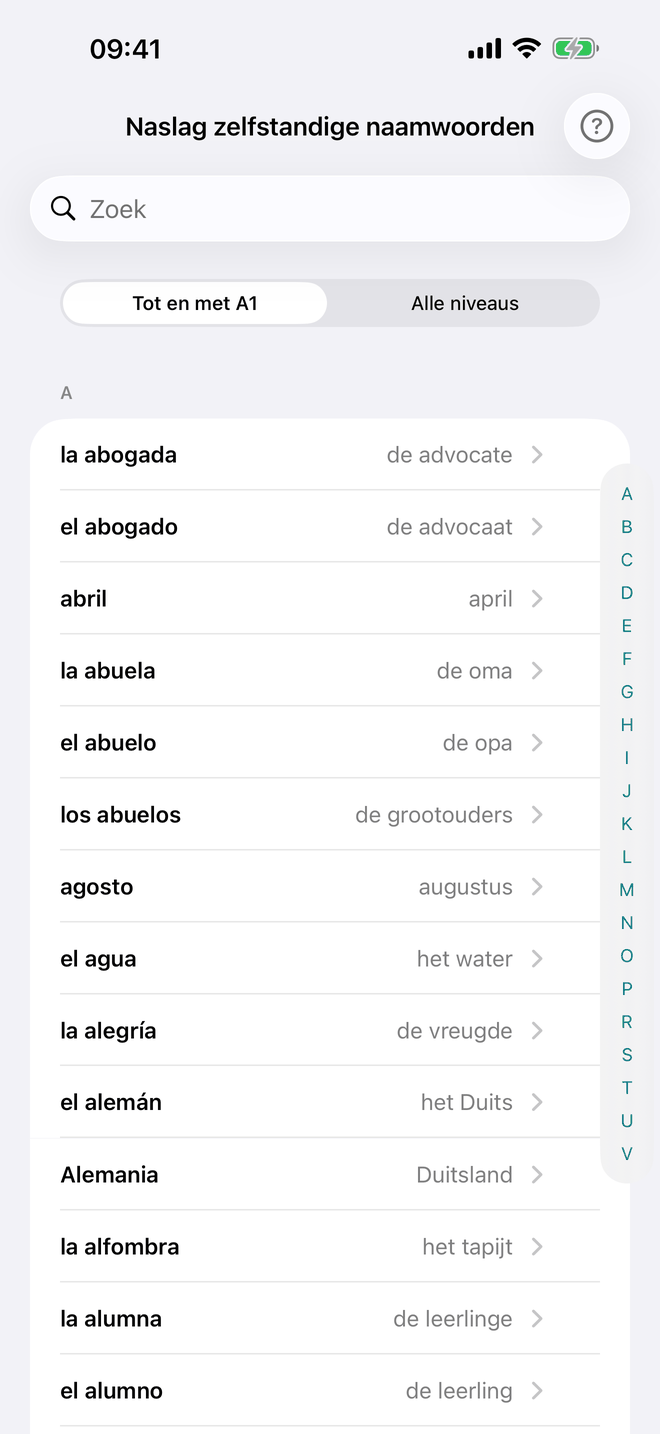 09:41
Naslag zelfstandige naamwoorden
?
Zoek
Tot en met A1 Alle niveaus
A
la abogada de advocate
el abogado de advocaat
abril april
la abuela de oma
el abuelo de opa
los abuelos de grootouders
agosto augustus
el agua het water
la alegría de vreugde
el alemán het Duits
Alemania Duitsland
la alfombra het tapijt
la alumna de leerlinge
el alumno de leerling
A
B
C
D
E
F
G
H
I
J
K
L
M
N
O
P
R
S
T
U
V